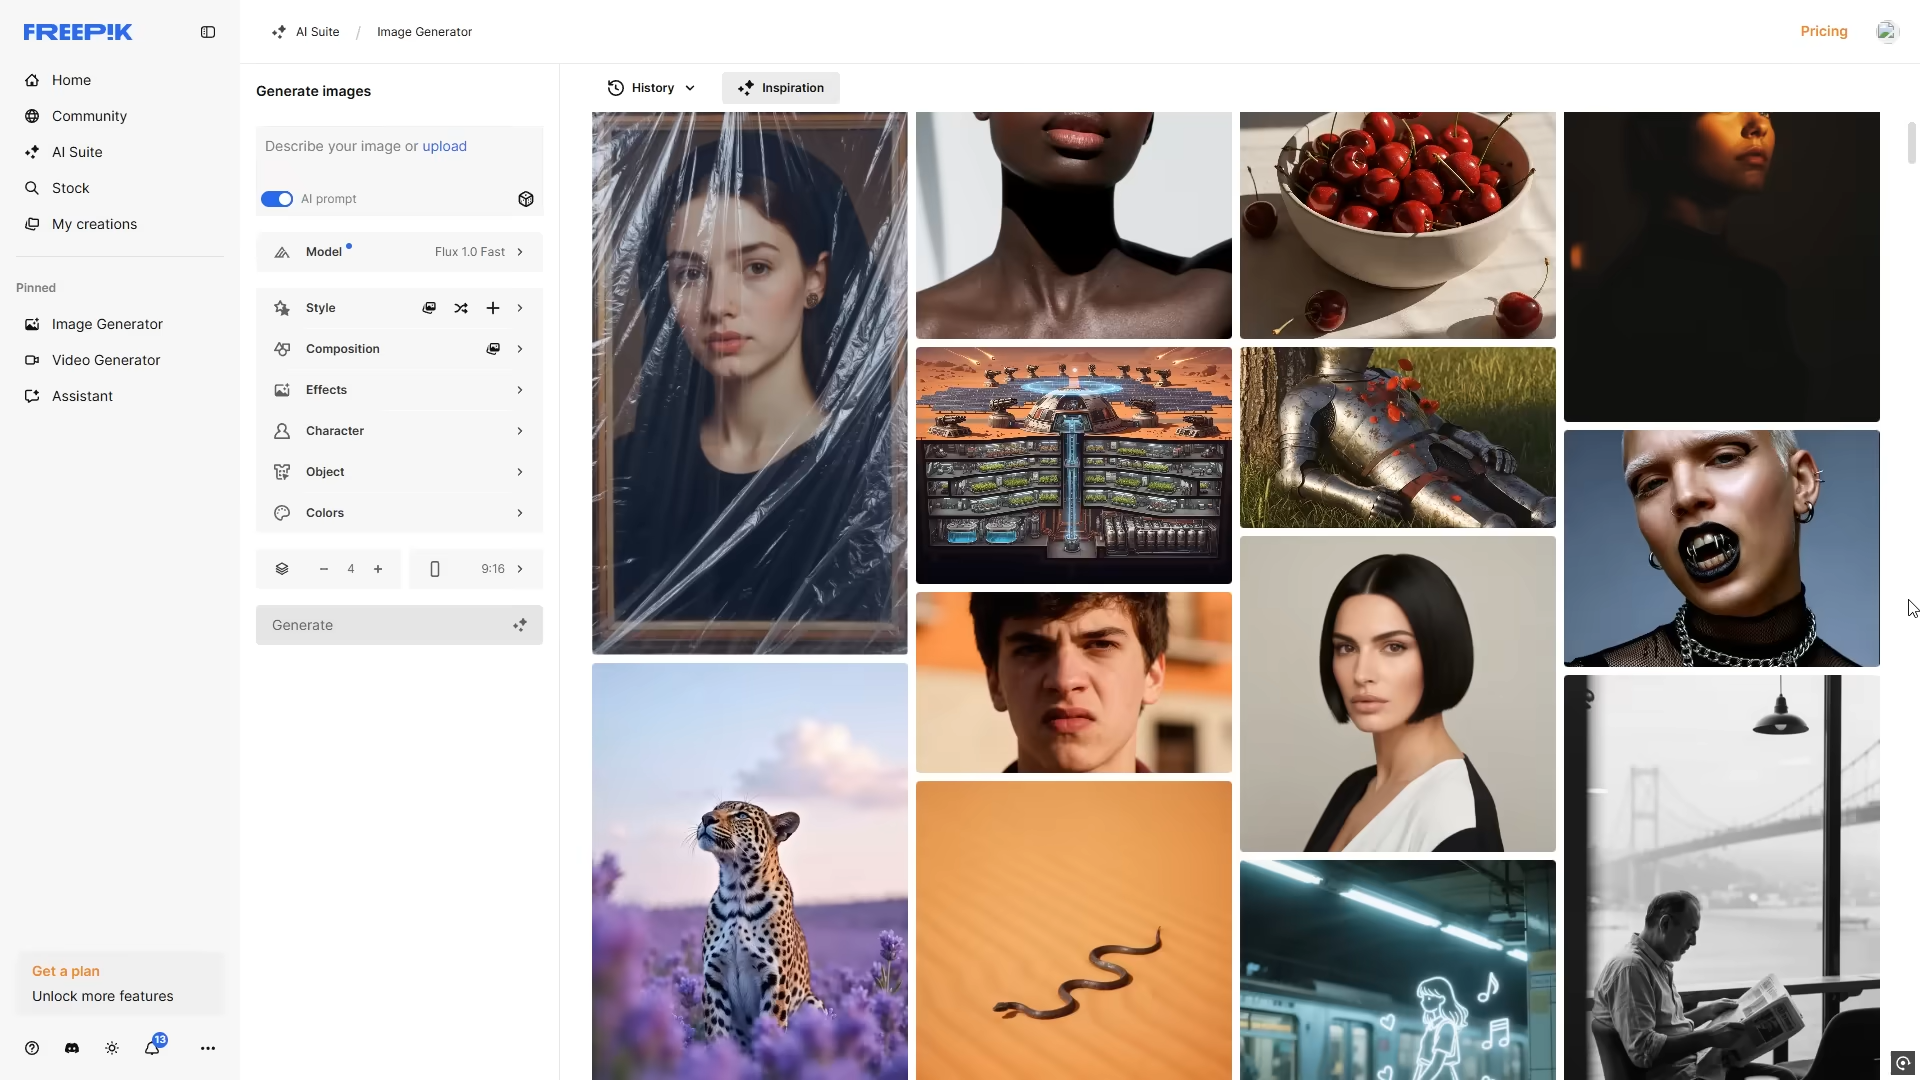 FREEP!K
AI Suite / Image Generator
Pricing
Home
Community
AI Suite
Stock
My creations
Pinned
Image Generator
Video Generator
Assistant
Get a plan
Unlock more features
13
Generate images
Describe your image or upload
AI prompt
Model
Flux 1.0 Fast
Style
Composition
Effects
Character
Object
Colors
4
9:16
Generate
History
Inspiration